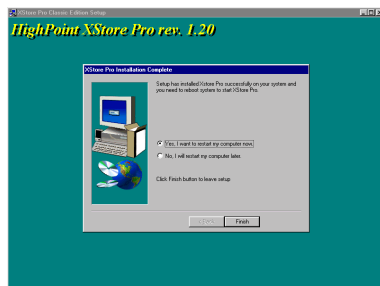 XStore Pro Classic Edition Setup
HighPoint XStore Pro rev. 1.20
XStore Pro Installation Complete
Setup has installed Xstore Pro successfully on your system and
you need to reboot system to start XStore Pro.
Yes, I want to restart my computer now.
No, I will restart my computer later.
Click Finish button to leave setup
< Back
Finish